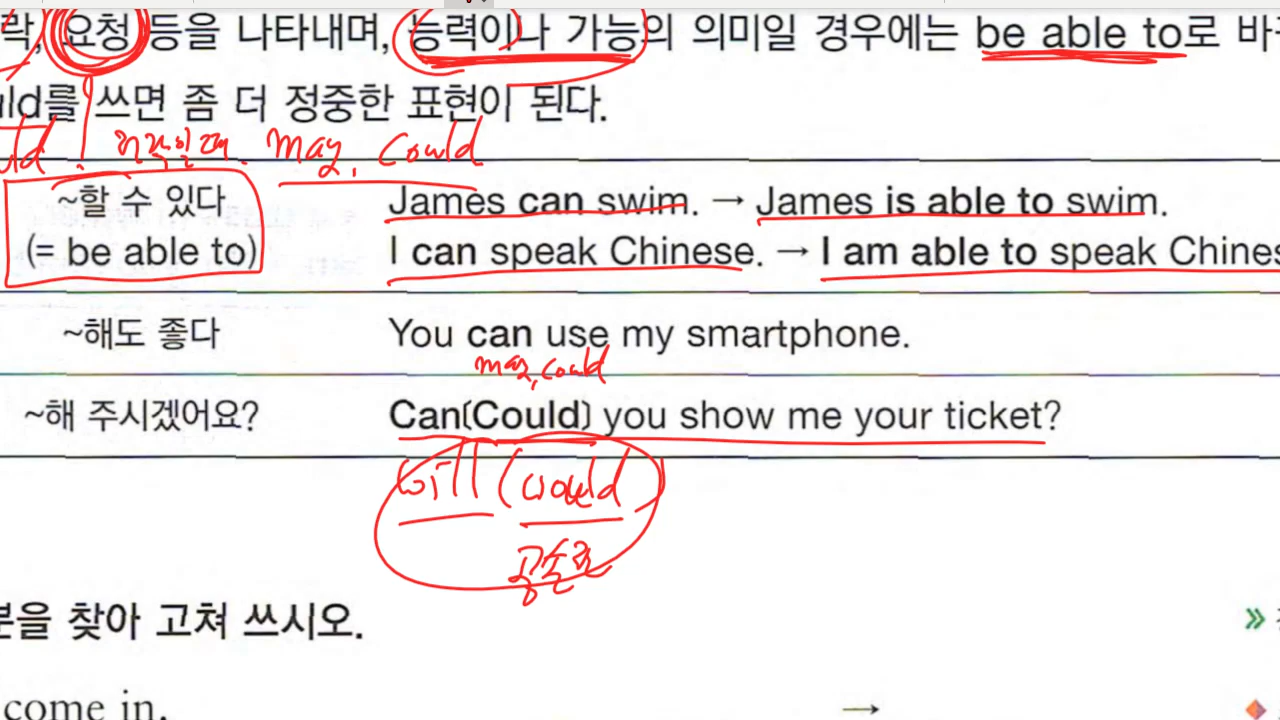 락, 요청 등을 나타내며, 능력이나 가능의 의미일 경우에는 be able to로 바
uld를 쓰면 좀 더 정중한 표현이 된다.
uld may, could
~할 수 있다 James can swim. → James is able to swim.
(= be able to) I can speak Chinese. → I am able to speak Chines
~해도 좋다 You can use my smartphone.
may, could
~해 주시겠어요? Can(Could) you show me your ticket?
will (would
분을 찾아 고쳐 쓰시오. »
come in. →